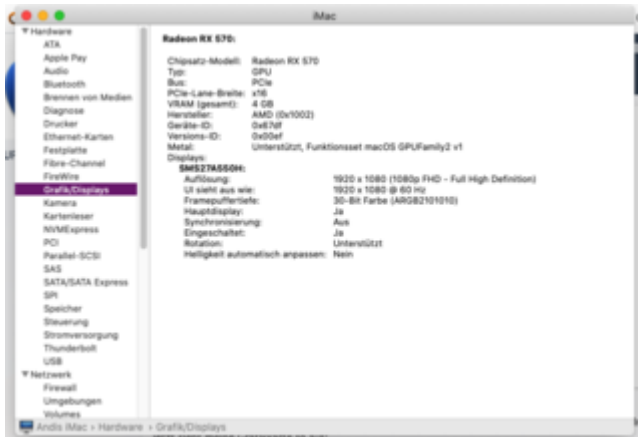 iMac
Hardware
ATA
Apple Pay
Audio
Bluetooth
Brennen von Medien
Diagnose
Drucker
Ethernet-Karten
Festplatte
Fibre-Channel
FireWire
Grafik/Displays
Kamera
Kartenleser
NVMExpress
PCI
Parallel-SCSI
SAS
SATA/SATA Express
SPI
Speicher
Steuerung
Stromversorgung
Thunderbolt
USB
Netzwerk
Firewall
Umgebungen
Volumes
Radeon RX 570:
Chipsatz-Modell: Radeon RX 570
Typ: GPU
Bus: PCIe
PCIe-Lane-Breite: x16
VRAM (gesamt): 4 GB
Hersteller: AMD (0x1002)
Geräte-ID: 0x67df
Versions-ID: 0x00ef
Metal: Unterstützt, Funktionsset macOS GPUFamily2 v1
Displays:
SMS27A550H:
Auflösung: 1920 x 1080 (1080p FHD - Full High Definition)
UI sieht aus wie: 1920 x 1080 @ 60 Hz
Framepuffertiefe: 30-Bit Farbe (ARGB2101010)
Hauptdisplay: Ja
Synchronisierung: Aus
Eingeschaltet: Ja
Rotation: Unterstützt
Helligkeit automatisch anpassen: Nein
Andis iMac › Hardware › Grafik/Displays